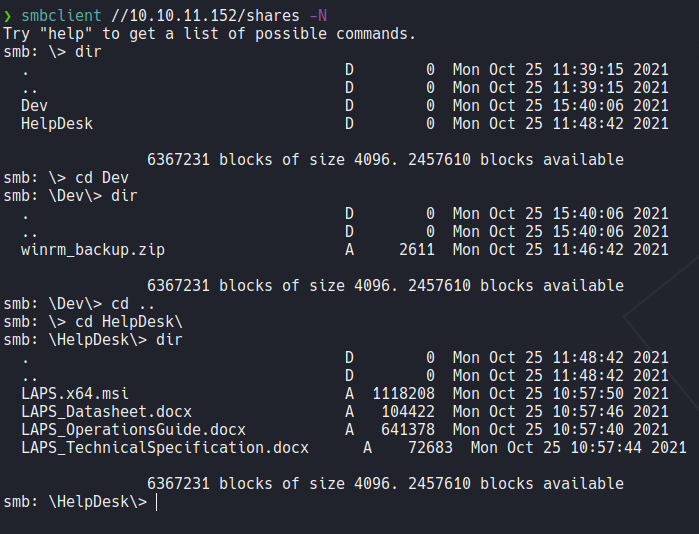 ❯ smbclient //10.10.11.152/shares -N
Try "help" to get a list of possible commands.
smb: \> dir
  .                                   D        0  Mon Oct 25 11:39:15 2021
  ..                                  D        0  Mon Oct 25 11:39:15 2021
  Dev                                 D        0  Mon Oct 25 15:40:06 2021
  HelpDesk                            D        0  Mon Oct 25 11:48:42 2021

                6367231 blocks of size 4096. 2457610 blocks available
smb: \> cd Dev
smb: \Dev\> dir
  .                                   D        0  Mon Oct 25 15:40:06 2021
  ..                                  D        0  Mon Oct 25 15:40:06 2021
  winrm_backup.zip                    A     2611  Mon Oct 25 11:46:42 2021

                6367231 blocks of size 4096. 2457610 blocks available
smb: \Dev\> cd ..
smb: \> cd HelpDesk\
smb: \HelpDesk\> dir
  .                                   D        0  Mon Oct 25 11:48:42 2021
  ..                                  D        0  Mon Oct 25 11:48:42 2021
  LAPS.x64.msi                        A  1118208  Mon Oct 25 10:57:50 2021
  LAPS_Datasheet.docx                 A   104422  Mon Oct 25 10:57:46 2021
  LAPS_OperationsGuide.docx           A   641378  Mon Oct 25 10:57:40 2021
  LAPS_TechnicalSpecification.docx      A    72683  Mon Oct 25 10:57:44 2021

                6367231 blocks of size 4096. 2457610 blocks available
smb: \HelpDesk\>